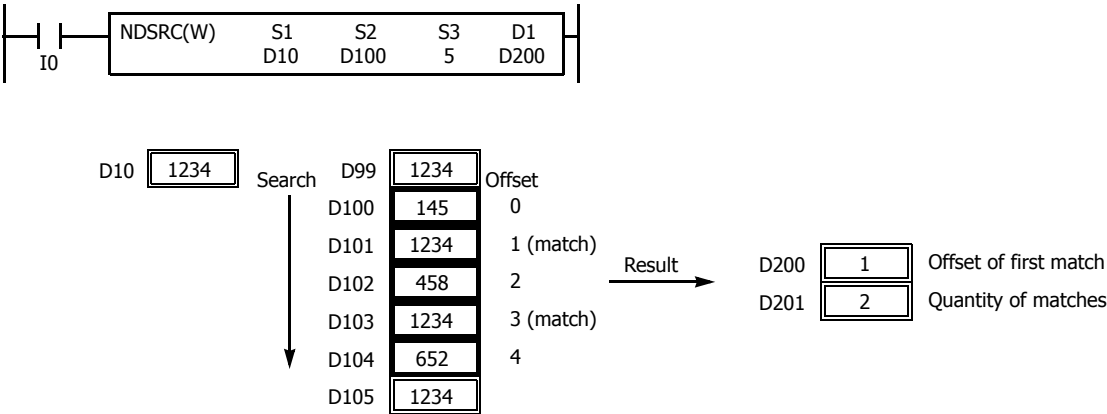 NDSRC(W) S1 S2 S3 D1
D10 D100 5 D200
I0
D10 1234 Search D99 1234 Offset
D100 145 0
D101 1234 1 (match)
D102 458 2
D103 1234 3 (match)
D104 652 4
D105 1234
Result
D200 1 Offset of first match
D201 2 Quantity of matches